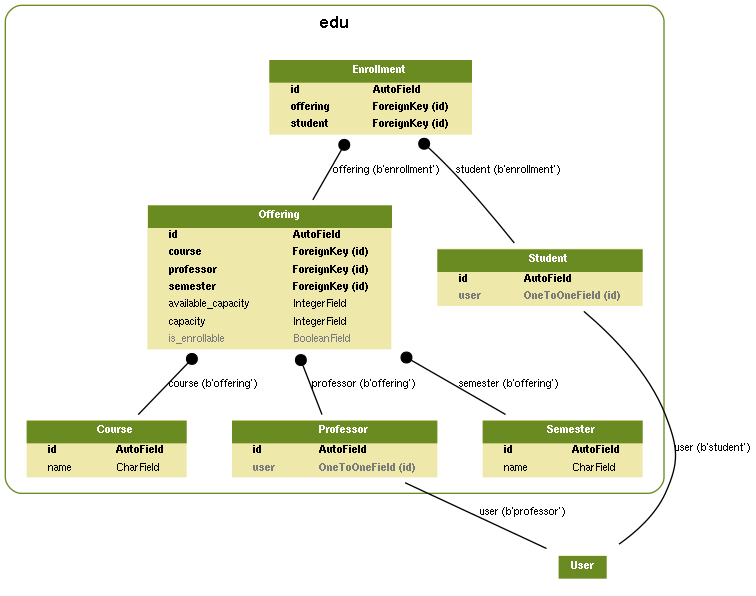 edu
Enrollment
id AutoField
offering ForeignKey (id)
student ForeignKey (id)
offering (b'enrollment') student (b'enrollment')
Offering
id AutoField
course ForeignKey (id)
professor ForeignKey (id)
semester ForeignKey (id)
available_capacity IntegerField
capacity IntegerField
is_enrollable BooleanField
Student
id AutoField
user OneToOneField (id)
course (b'offering') professor (b'offering') semester (b'offering')
Course
id AutoField
name CharField
Professor
id AutoField
user OneToOneField (id)
Semester
id AutoField
name CharField
user (b'student')
user (b'professor')
User